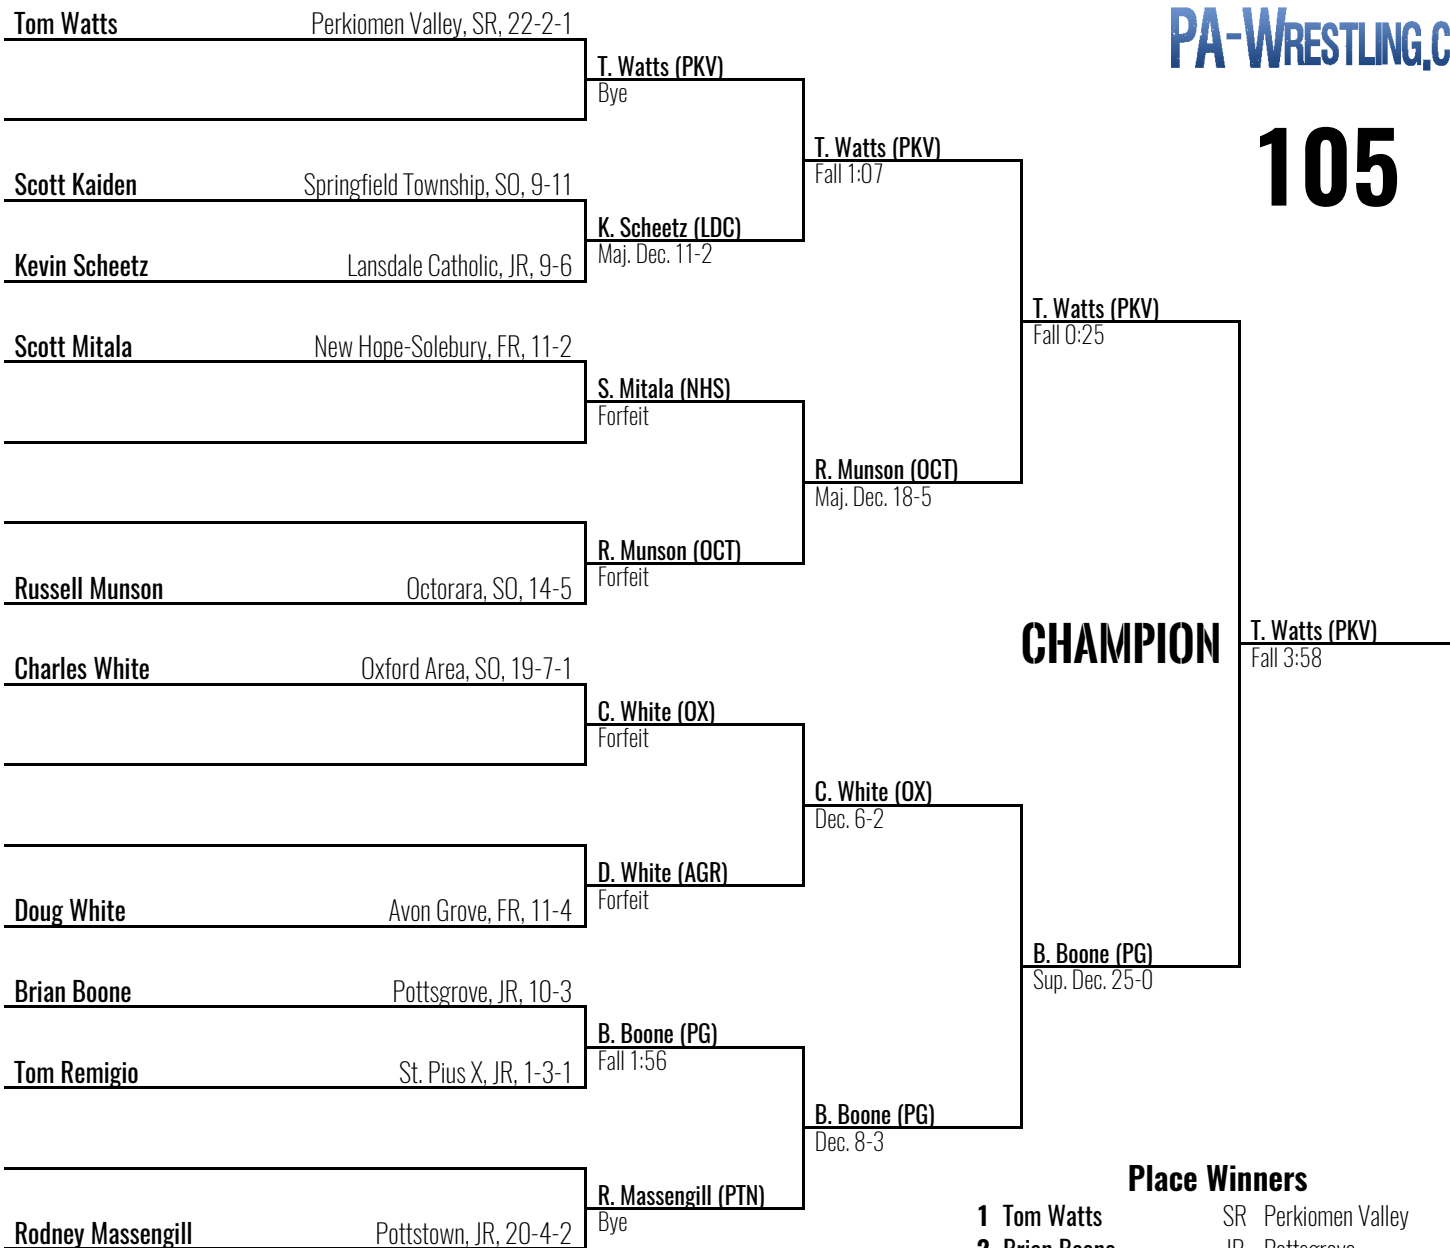 Tom Watts Perkiomen Valley, SR, 22-2-1
PA-WRESTLING.C
T. Watts (PKV)
Bye
105
T. Watts (PKV)
Fall 1:07
Scott Kaiden Springfield Township, SO, 9-11
K. Scheetz (LDC)
Maj. Dec. 11-2
Kevin Scheetz Lansdale Catholic, JR, 9-6
T. Watts (PKV)
Fall 0:25
Scott Mitala New Hope-Solebury, FR, 11-2
S. Mitala (NHS)
Forfeit
R. Munson (OCT)
Maj. Dec. 18-5
R. Munson (OCT)
Forfeit
Russell Munson Octorara, SO, 14-5
CHAMPION
T. Watts (PKV)
Fall 3:58
Charles White Oxford Area, SO, 19-7-1
C. White (OX)
Forfeit
C. White (OX)
Dec. 6-2
D. White (AGR)
Forfeit
Doug White Avon Grove, FR, 11-4
B. Boone (PG)
Sup. Dec. 25-0
Brian Boone Pottsgrove, JR, 10-3
B. Boone (PG)
Fall 1:56
Tom Remigio St. Pius X, JR, 1-3-1
B. Boone (PG)
Dec. 8-3
Place Winners
R. Massengill (PTN)
Bye
1 Tom Watts SR Perkiomen Valley
Rodney Massengill Pottstown, JR, 20-4-2
2 Brian Boone JR Pottsgrove